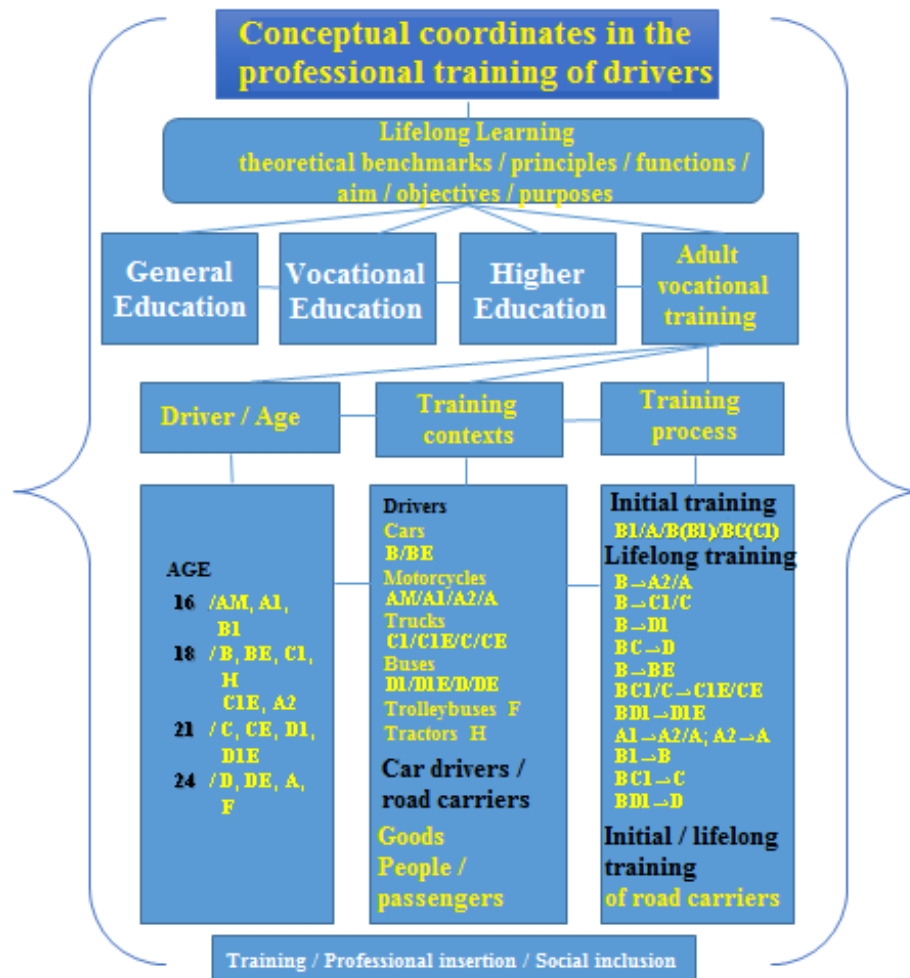 Conceptual coordinates in the
professional training of drivers
Lifelong Learning
theoretical benchmarks / principles / functions /
aim / objectives / purposes
General
Education
Vocational
Education
Higher
Education
Adult
vocational
training
Driver / Age
Training
contexts
Training
process
AGE
16 /AM, A1,
B1
18 / B, BE, C1,
H
C1E, A2
21 / C, CE, D1,
D1E
24 / D, DE, A,
F
Drivers
Cars
B/BE
Motorcycles
AM/A1/A2/A
Trucks
C1/C1E/C/CE
Buses
D1/D1E/D/DE
Trolleybuses F
Tractors H
Car drivers /
road carriers
Goods
People /
passengers
Initial training
B1/A/B(B1)/BC(C1)
Lifelong training
B→A2/A
B→C1/C
B→D1
BC→D
B→BE
BC1/C→C1E/CE
BD1→D1E
A1→A2/A; A2→A
B1→B
BC1→C
BD1→D
Initial / lifelong
training
of road carriers
Training / Professional insertion / Social inclusion